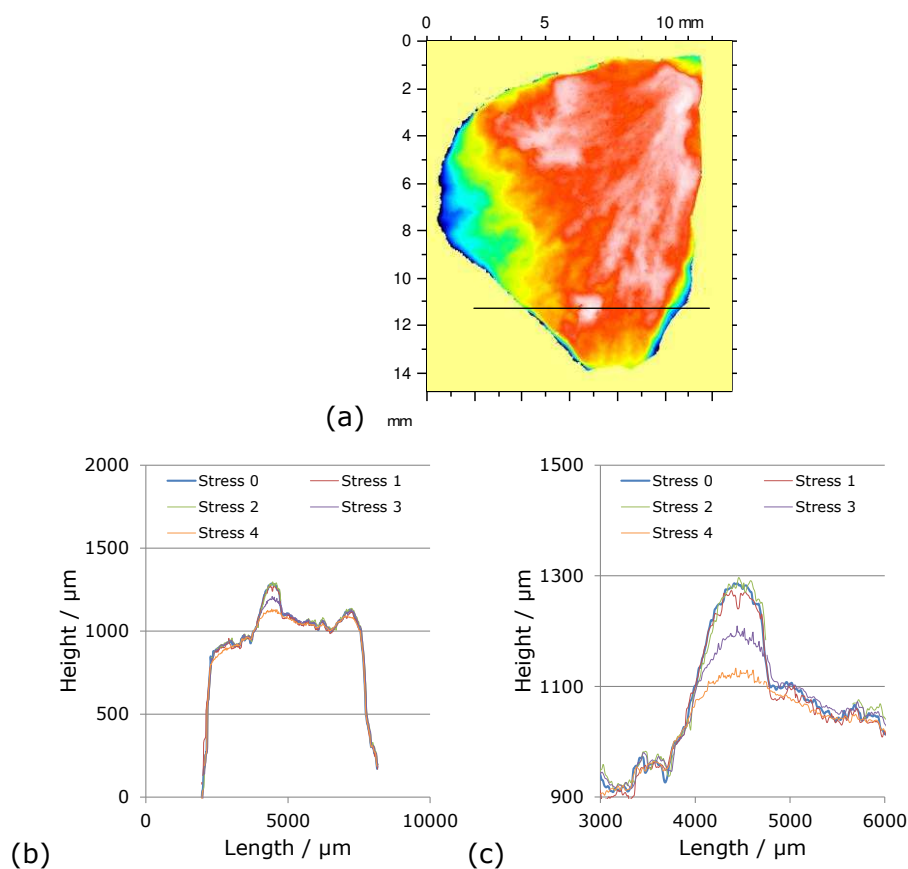 0 5 10 mm
0
2
4
6
8
10
12
14
(a) mm
2000
1500
1000
500
0
Height / µm
Stress 0 Stress 1
Stress 2 Stress 3
Stress 4
0 5000 10000
Length / µm
(b)
1500
1300
1100
900
Height / µm
Stress 0 Stress 1
Stress 2 Stress 3
Stress 4
3000 4000 5000 6000
Length / µm
(c)